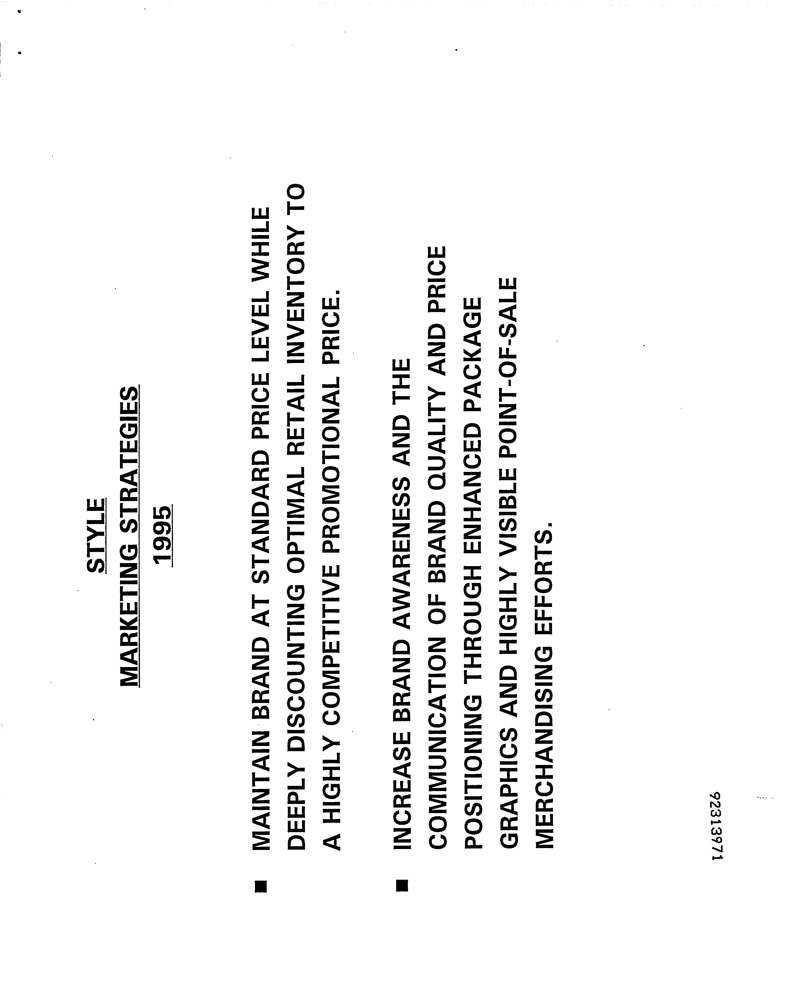 STYLE
MARKETING STRATEGIES
1995
■ MAINTAIN BRAND AT STANDARD PRICE LEVEL WHILE
DEEPLY DISCOUNTING OPTIMAL RETAIL INVENTORY TO
A HIGHLY COMPETITIVE PROMOTIONAL PRICE.
■ INCREASE BRAND AWARENESS AND THE
COMMUNICATION OF BRAND QUALITY AND PRICE
POSITIONING THROUGH ENHANCED PACKAGE
GRAPHICS AND HIGHLY VISIBLE POINT-OF-SALE
MERCHANDISING EFFORTS.
92313971